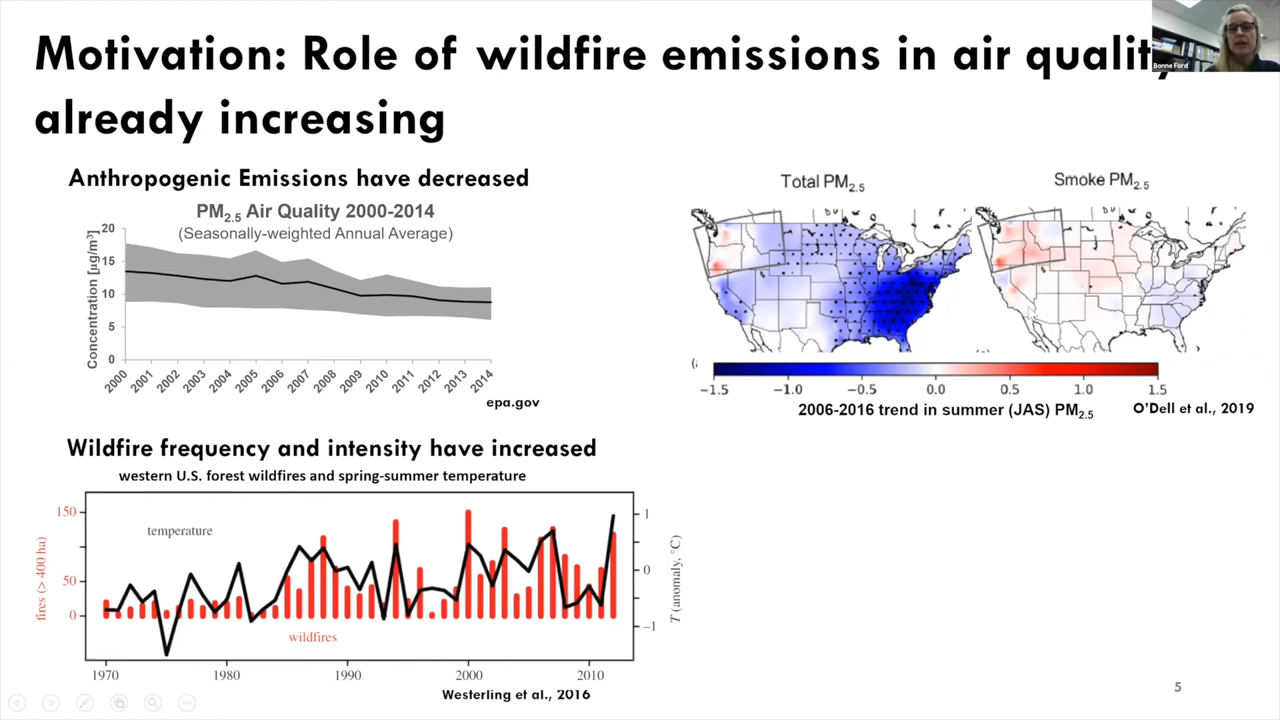 Motivation: Role of wildfire emissions in air quality
already increasing
Bonne Ford
Anthropogenic Emissions have decreased
PM2.5 Air Quality 2000-2014
(Seasonally-weighted Annual Average)
Concentration [µg/m³]
20
15
10
5
0
2000 2001 2002 2003 2004 2005 2006 2007 2008 2009 2010 2011 2012 2013 2014
epa.gov
Total PM2.5
Smoke PM2.5
−1.5 −1.0 −0.5 0.0 0.5 1.0 1.5
2006-2016 trend in summer (JAS) PM2.5
O'Dell et al., 2019
Wildfire frequency and intensity have increased
western U.S. forest wildfires and spring-summer temperature
fires (> 400 ha)
150
50
0
temperature
wildfires
1
0
−1
T (anomaly, °C)
1970 1980 1990 2000 2010
Westerling et al., 2016
5